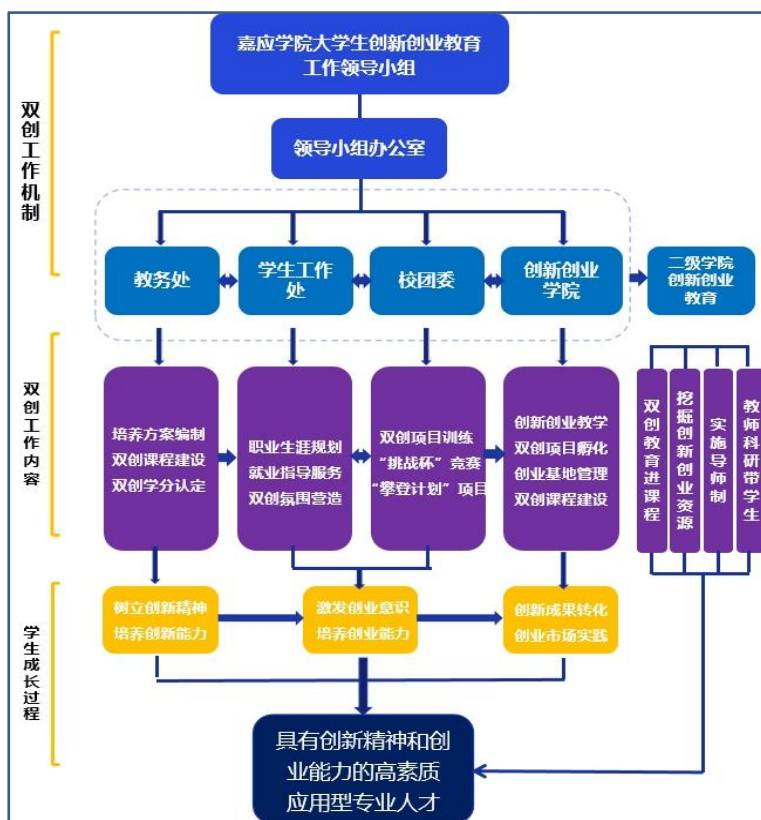 嘉应学院大学生创新创业教育
工作领导小组
双创工作机制
领导小组办公室
教务处
学生工作
处
校团委
创新创业
学院
二级学院
创新创业
教育
双创工作内容
培养方案编制
双创课程建设
双创学分认定
职业生涯规划
就业指导服务
双创氛围营造
双创项目训练
“挑战杯”竞赛
“攀登计划”项目
创新创业教学
双创项目孵化
创业基地管理
双创课程建设
双创教育进课程
挖掘创新创业资源
实施导师制
教师科研带学生
学生成长过程
树立创新精神
培养创新能力
激发创业意识
培养创业能力
创新成果转化
创业市场实践
具有创新精神和创
业能力的高素质
应用型专业人才